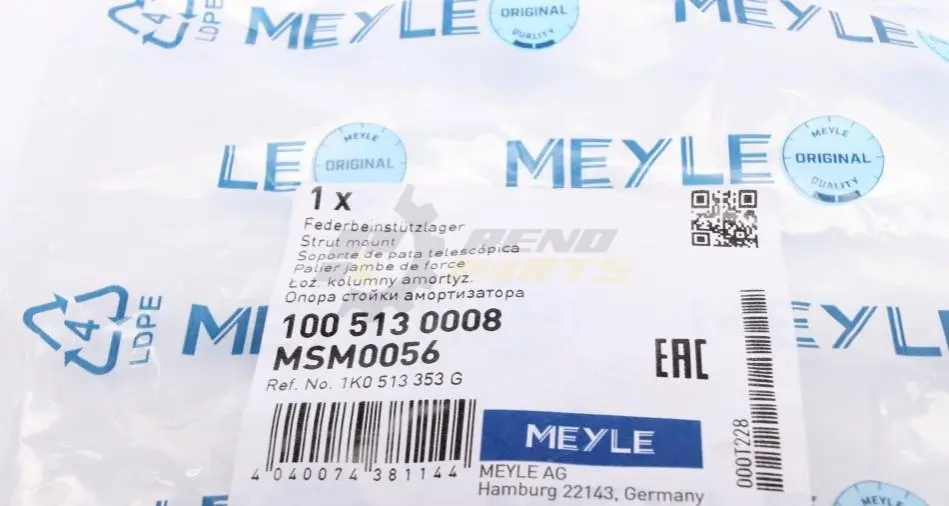 4
LDPE
MEYLE
ORIGINAL
QUALITY
LE
MEYLE
ORIGINAL
MEYLE
MEYLE
ORIGINAL
QUALITY
1 x
Federbeinstützlager
Strut mount
Soporte de pata telescópica
Palier jambe de force
Łoż. kolumny amortyz.
Опора стойки амортизатора
100 513 0008
MSM0056
Ref. No. 1K0 513 353 G
EAC
4 040074 381144
MEYLE
MEYLE AG
Hamburg 22143, Germany
000T228
4
LDPE
MEYLE
PARTS